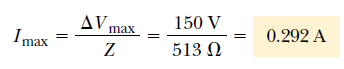 I_max = ΔV_max / Z = 150 V / 513 Ω = 0.292 A